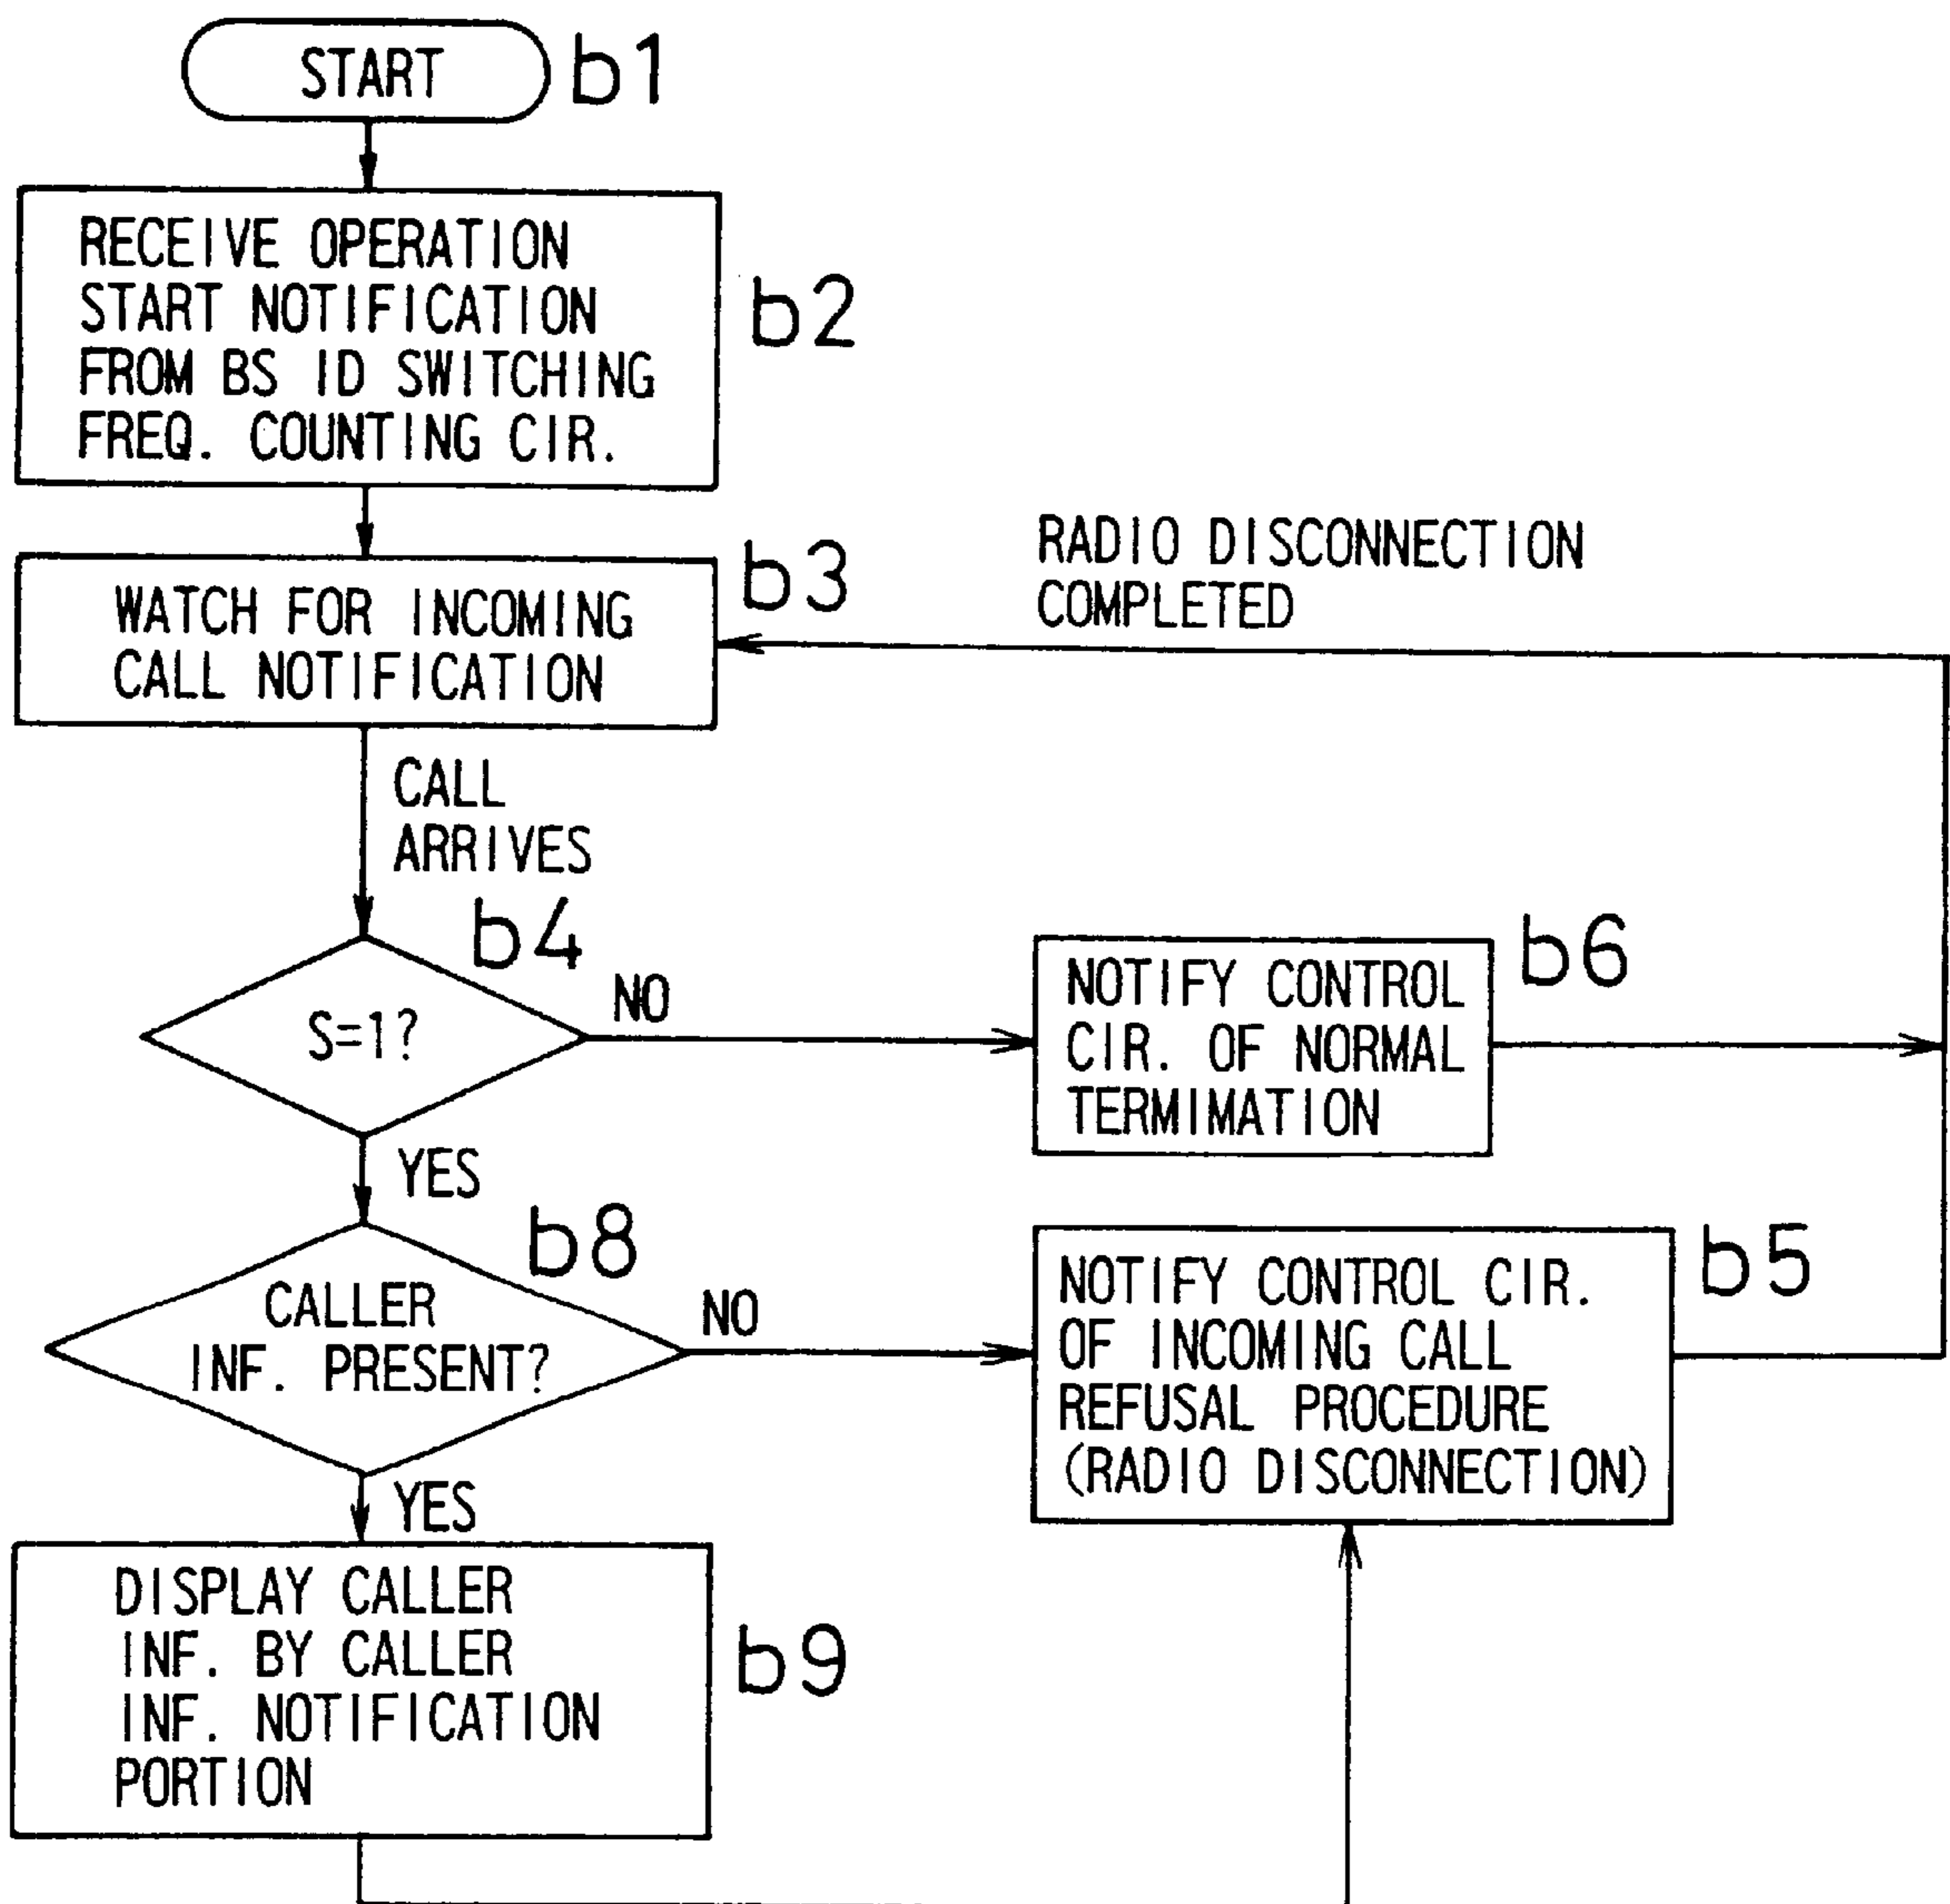 START
b1
RECEIVE OPERATION
START NOTIFICATION
FROM BS ID SWITCHING
FREQ. COUNTING CIR.
b2
WATCH FOR INCOMING
CALL NOTIFICATION
b3
RADIO DISCONNECTION
COMPLETED
CALL
ARRIVES
b4
S=1?
NO
NOTIFY CONTROL
CIR. OF NORMAL
TERMIMATION
b6
YES
b8
CALLER
INF. PRESENT?
NO
NOTIFY CONTROL CIR.
OF INCOMING CALL
REFUSAL PROCEDURE
(RADIO DISCONNECTION)
b5
YES
DISPLAY CALLER
INF. BY CALLER
INF. NOTIFICATION
PORTION
b9